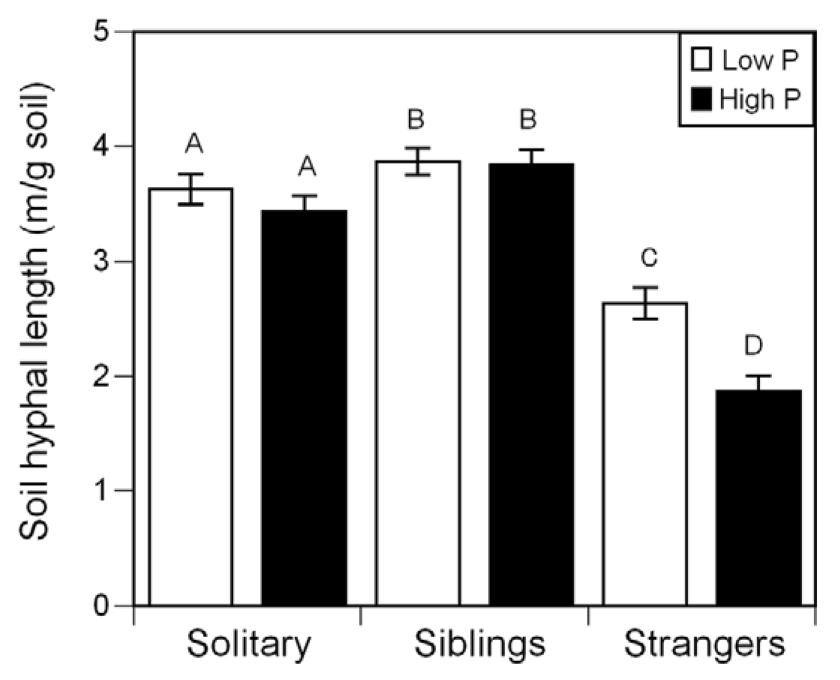 Soil hyphal length (m/g soil)
5
4
3
2
1
0
Low P
High P
A
A
B
B
C
D
Solitary
Siblings
Strangers